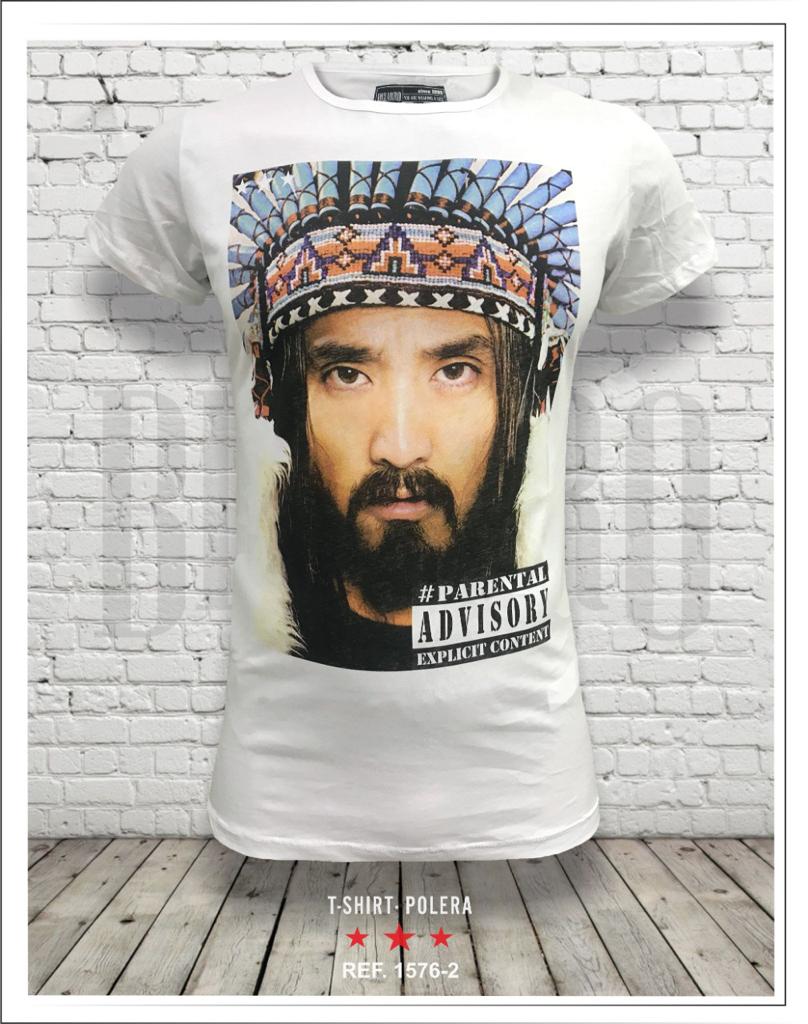 #PARENTAL
ADVISORY
EXPLICIT CONTENT
T-SHIRT- POLERA
REF. 1576-2